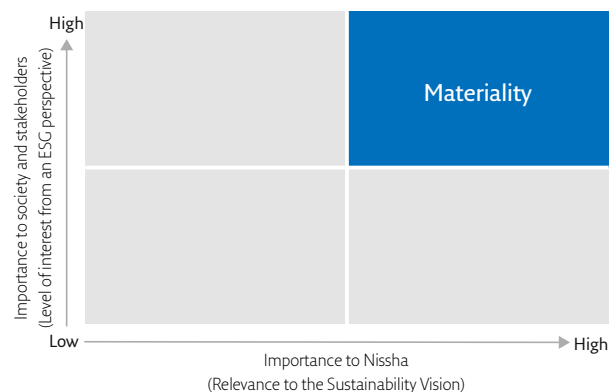 High
Materiality
Importance to society and stakeholders
(Level of interest from an ESG perspective)
Low
High
Importance to Nissha
(Relevance to the Sustainability Vision)